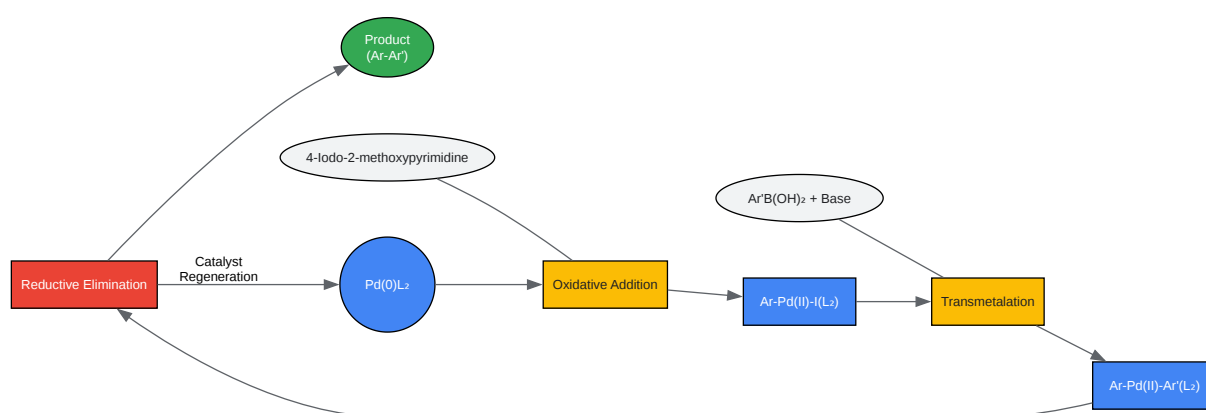 Product
(Ar-Ar')
4-Iodo-2-methoxypyrimidine
Ar'B(OH)₂ + Base
Catalyst
Regeneration
Reductive Elimination
Pd(0)L₂
Oxidative Addition
Ar-Pd(II)-I(L₂)
Transmetalation
Ar-Pd(II)-Ar'(L₂)